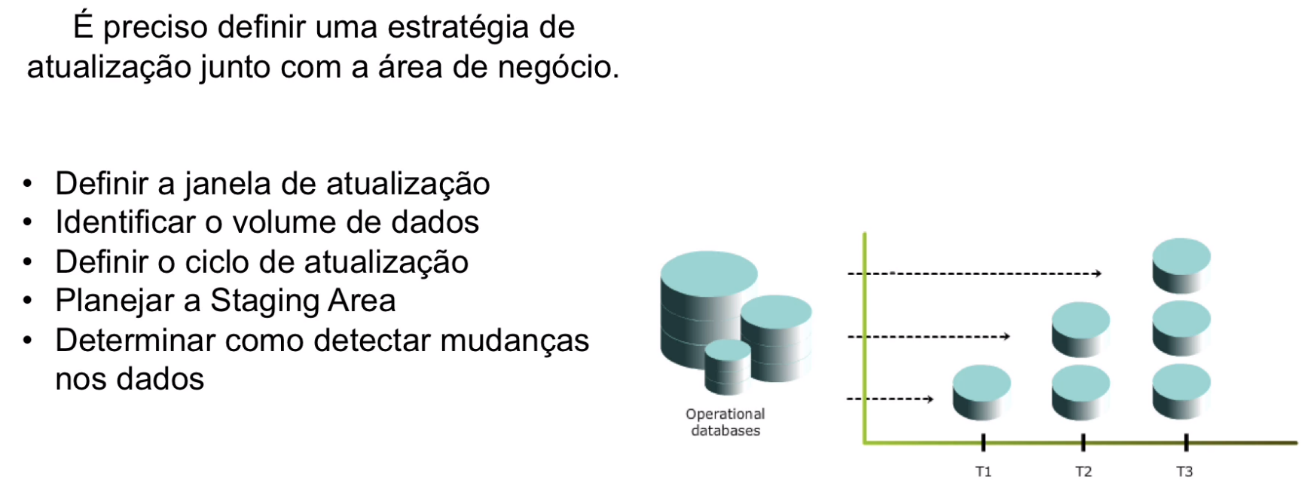 É preciso definir uma estratégia de
atualização junto com a área de negócio.
• Definir a janela de atualização
• Identificar o volume de dados
• Definir o ciclo de atualização
• Planejar a Staging Area
• Determinar como detectar mudanças
nos dados
Operational
databases
T1
T2
T3